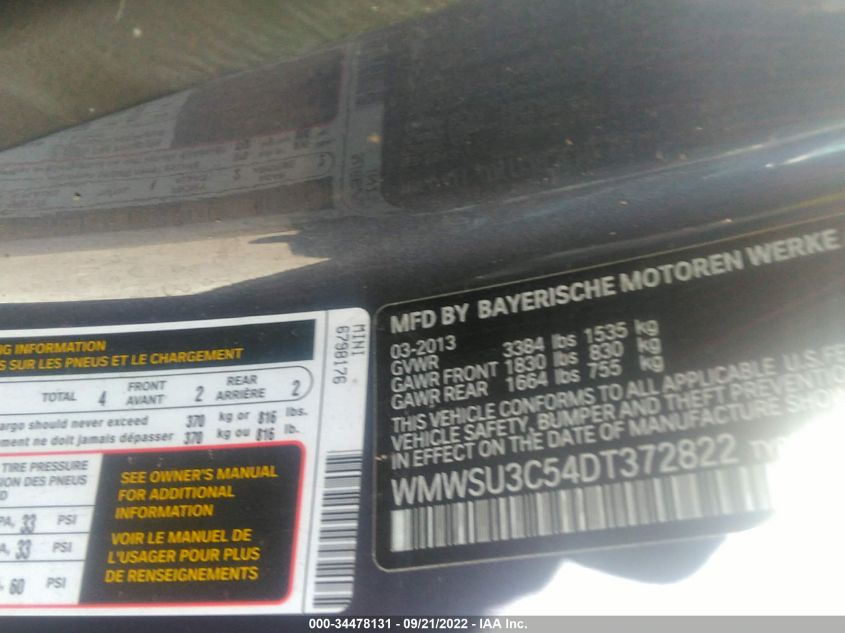 MFD BY BAYERISCHE MOTOREN WERKE
03-2013
GVWR 3384 lbs 1535 kg
GAWR FRONT 1830 lbs 830 kg
GAWR REAR 1664 lbs 755 kg
THIS VEHICLE CONFORMS TO ALL APPLICABLE U.S.
VEHICLE SAFETY, BUMPER AND THEFT PREVENTION
IN EFFECT ON THE DATE OF MANUFACTURE
WMWSU3C54DT372822
NG INFORMATION
S SUR LES PNEUS ET LE CHARGEMENT
MINI
6798176
TOTAL 4 FRONT AVANT 2 REAR ARRIÈRE 2
argo should never exceed 370 kg or 816 lbs.
ment ne doit jamais dépasser 370 kg ou 816 lb.
TIRE PRESSURE
SION DES PNEUS
D
PA, 33 PSI
A, 33 PSI
60 PSI
SEE OWNER'S MANUAL
FOR ADDITIONAL
INFORMATION
VOIR LE MANUEL DE
L'USAGER POUR PLUS
DE RENSEIGNEMENTS
000-34478131 - 09/21/2022 - IAA Inc.